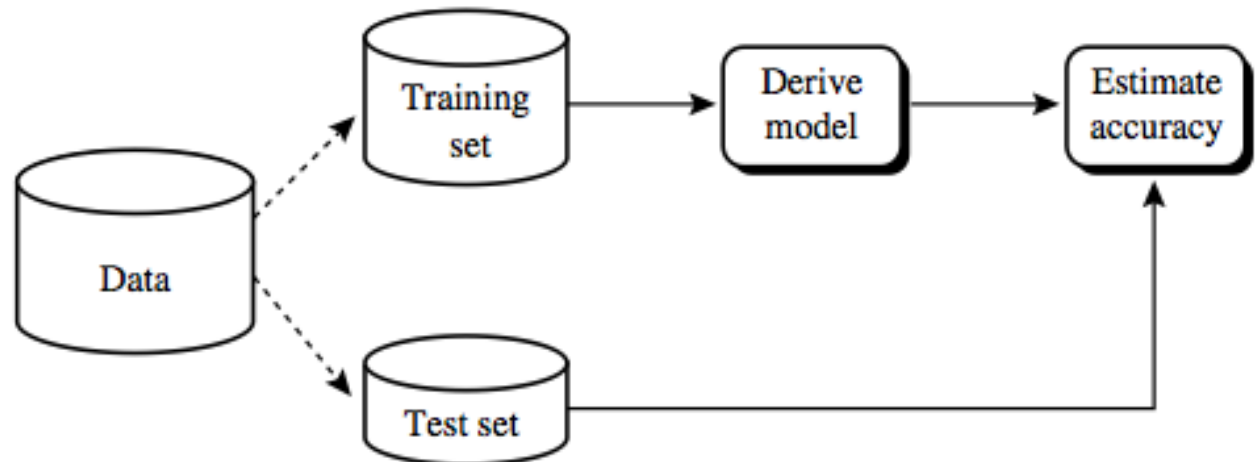 Training
set
Derive
model
Estimate
accuracy
Data
Test set